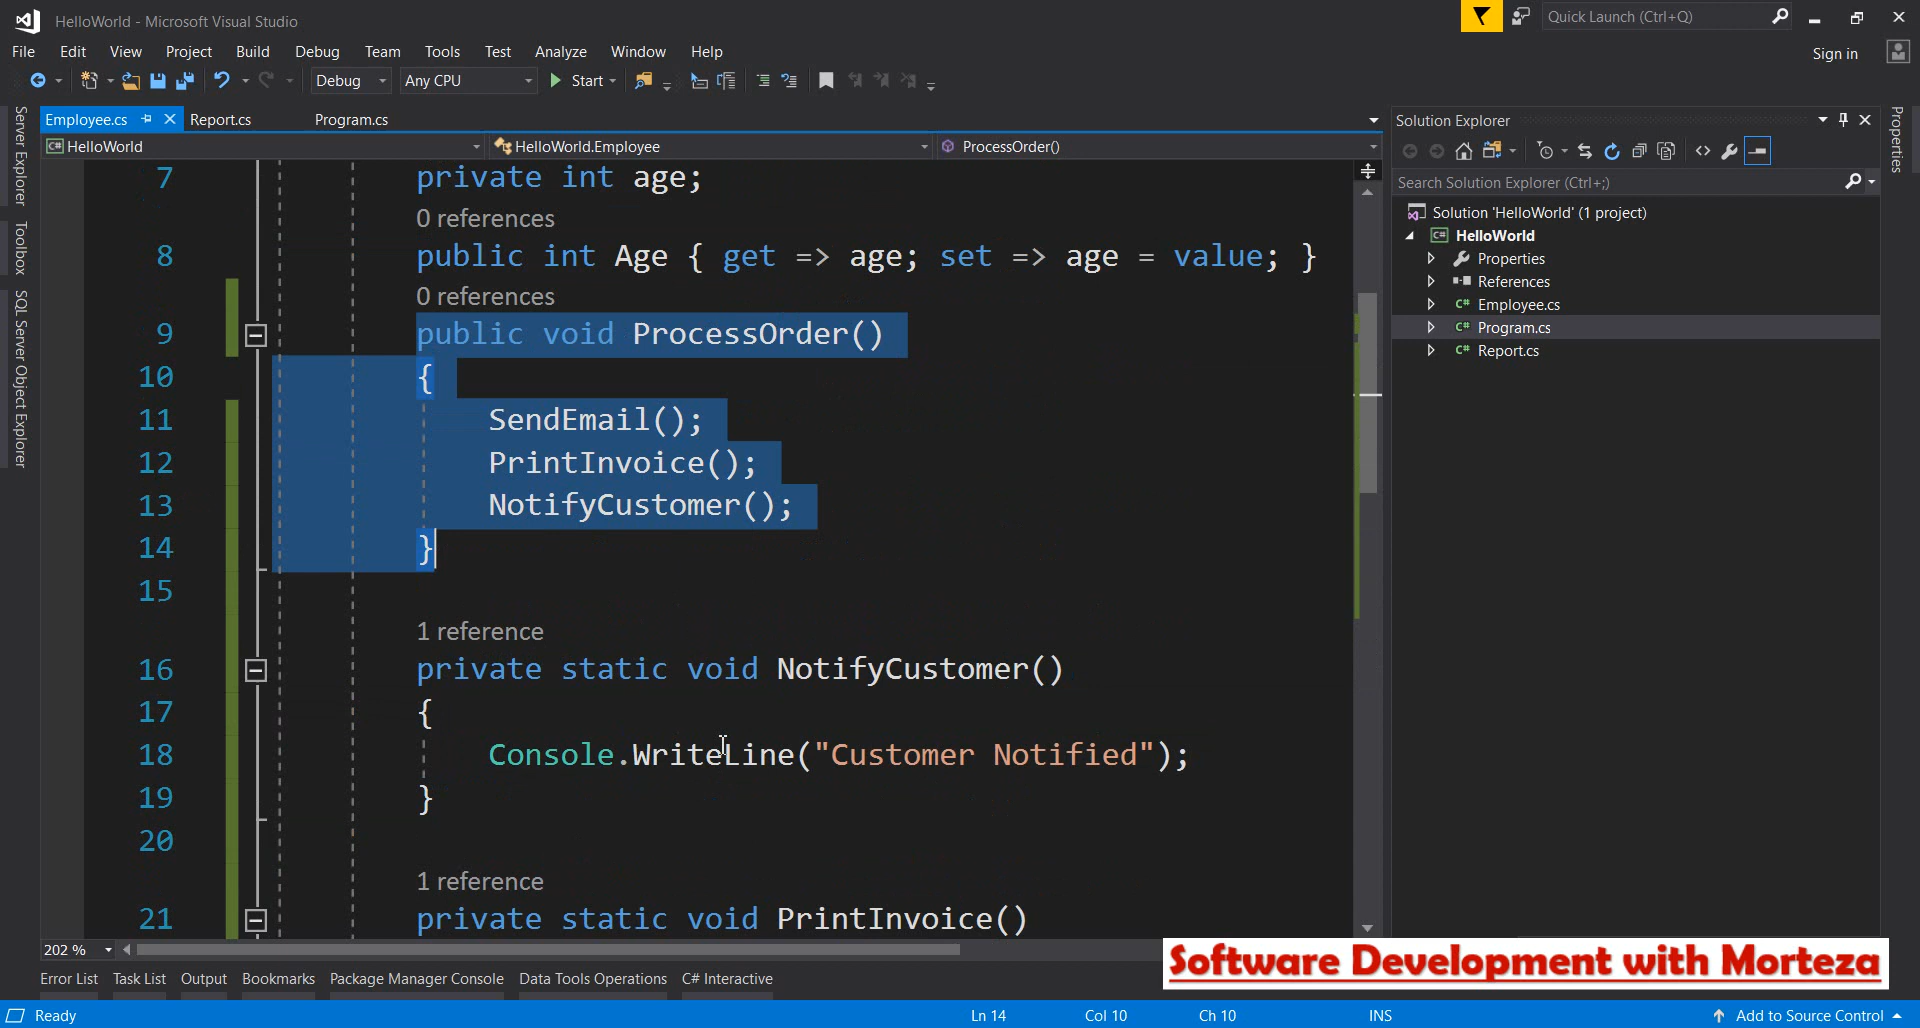 HelloWorld - Microsoft Visual Studio
Quick Launch (Ctrl+Q)
File Edit View Project Build Debug Team Tools Test Analyze Window Help
Sign in
Debug Any CPU Start
Server Explorer
Toolbox
SQL Server Object Explorer
Employee.cs Report.cs Program.cs
C# HelloWorld HelloWorld.Employee ProcessOrder()
7 private int age;
0 references
8 public int Age { get => age; set => age = value; }
0 references
9 public void ProcessOrder()
10 {
11 SendEmail();
12 PrintInvoice();
13 NotifyCustomer();
14 }
15
1 reference
16 private static void NotifyCustomer()
17 {
18 Console.WriteLine("Customer Notified");
19 }
20
1 reference
21 private static void PrintInvoice()
202 %
Solution Explorer
Search Solution Explorer (Ctrl+;)
Solution 'HelloWorld' (1 project)
C# HelloWorld
Properties
References
C# Employee.cs
C# Program.cs
C# Report.cs
Properties
Software Development with Morteza
Error List Task List Output Bookmarks Package Manager Console Data Tools Operations C# Interactive
Ready Ln 14 Col 10 Ch 10 INS Add to Source Control